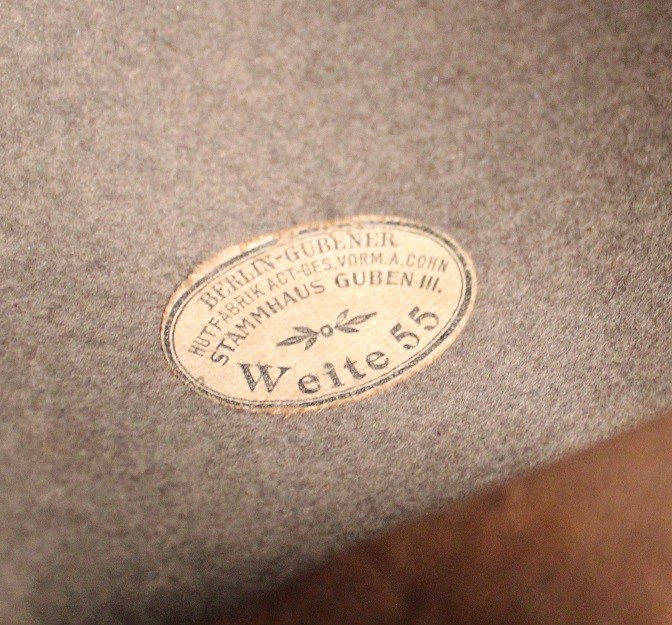 BERLIN-GUBENER
HUTFABRIK ACT-GES. VORM. A. COHN
STAMMHAUS GUBEN-III.
Weite 55